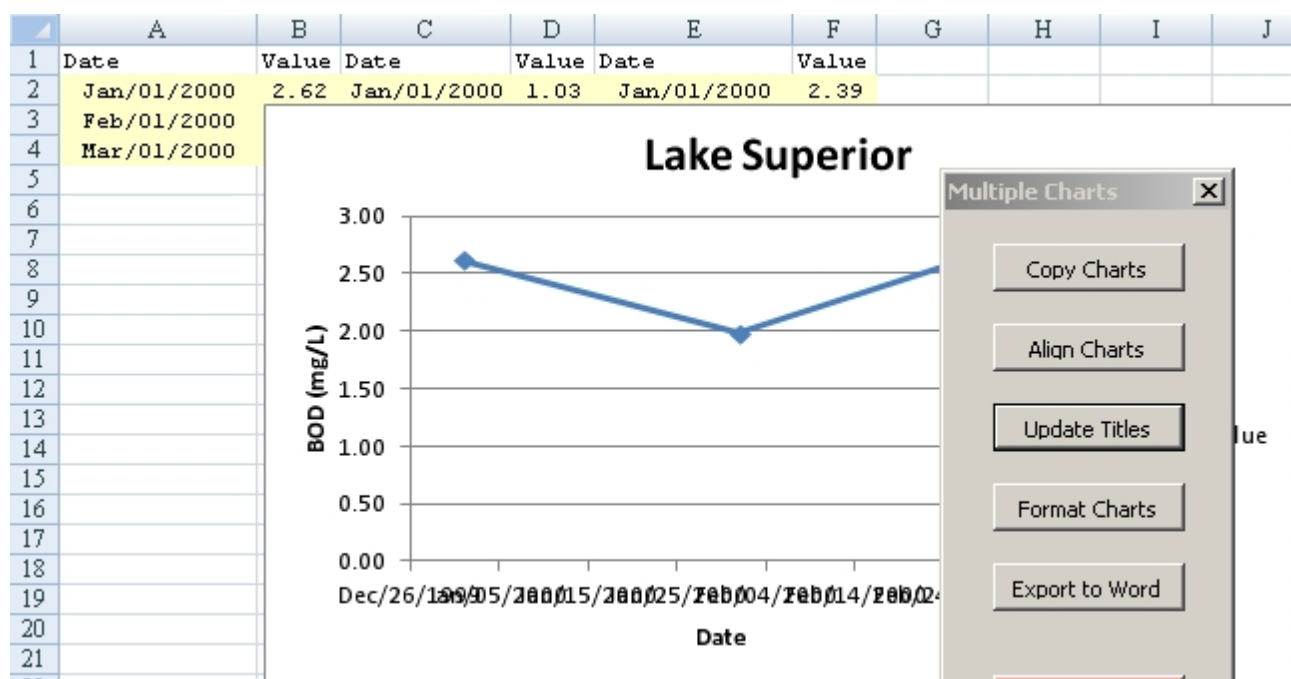 A B C D E F G H I J
1 Date Value Date Value Date Value
2 Jan/01/2000 2.62 Jan/01/2000 1.03 Jan/01/2000 2.39
3 Feb/01/2000
4 Mar/01/2000
5
6
7
8
9
10
11
12
13
14
15
16
17
18
19
20
21
Lake Superior
3.00
2.50
2.00
1.50
1.00
0.50
0.00
BOD (mg/L)
Dec/26/1999
Date
lue
Multiple Charts
Copy Charts
Align Charts
Update Titles
Format Charts
Export to Word